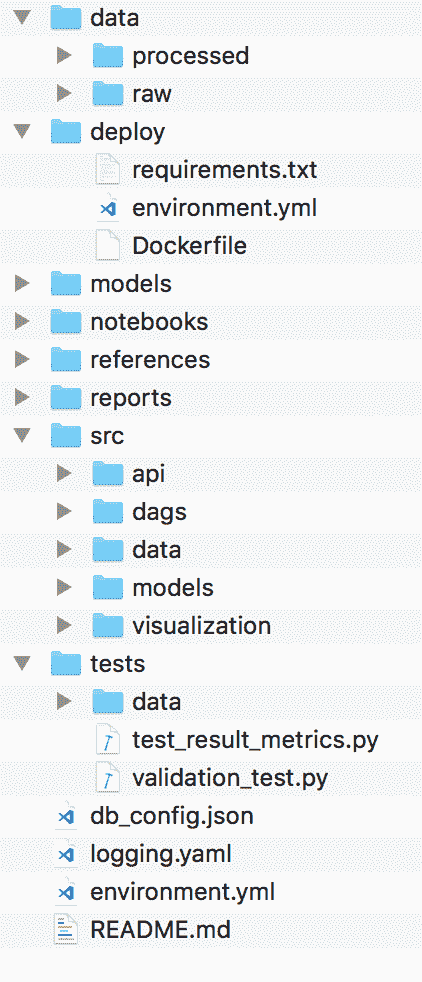 data
processed
raw
deploy
requirements.txt
environment.yml
Dockerfile
models
notebooks
references
reports
src
api
dags
data
models
visualization
tests
data
test_result_metrics.py
validation_test.py
db_config.json
logging.yaml
environment.yml
README.md